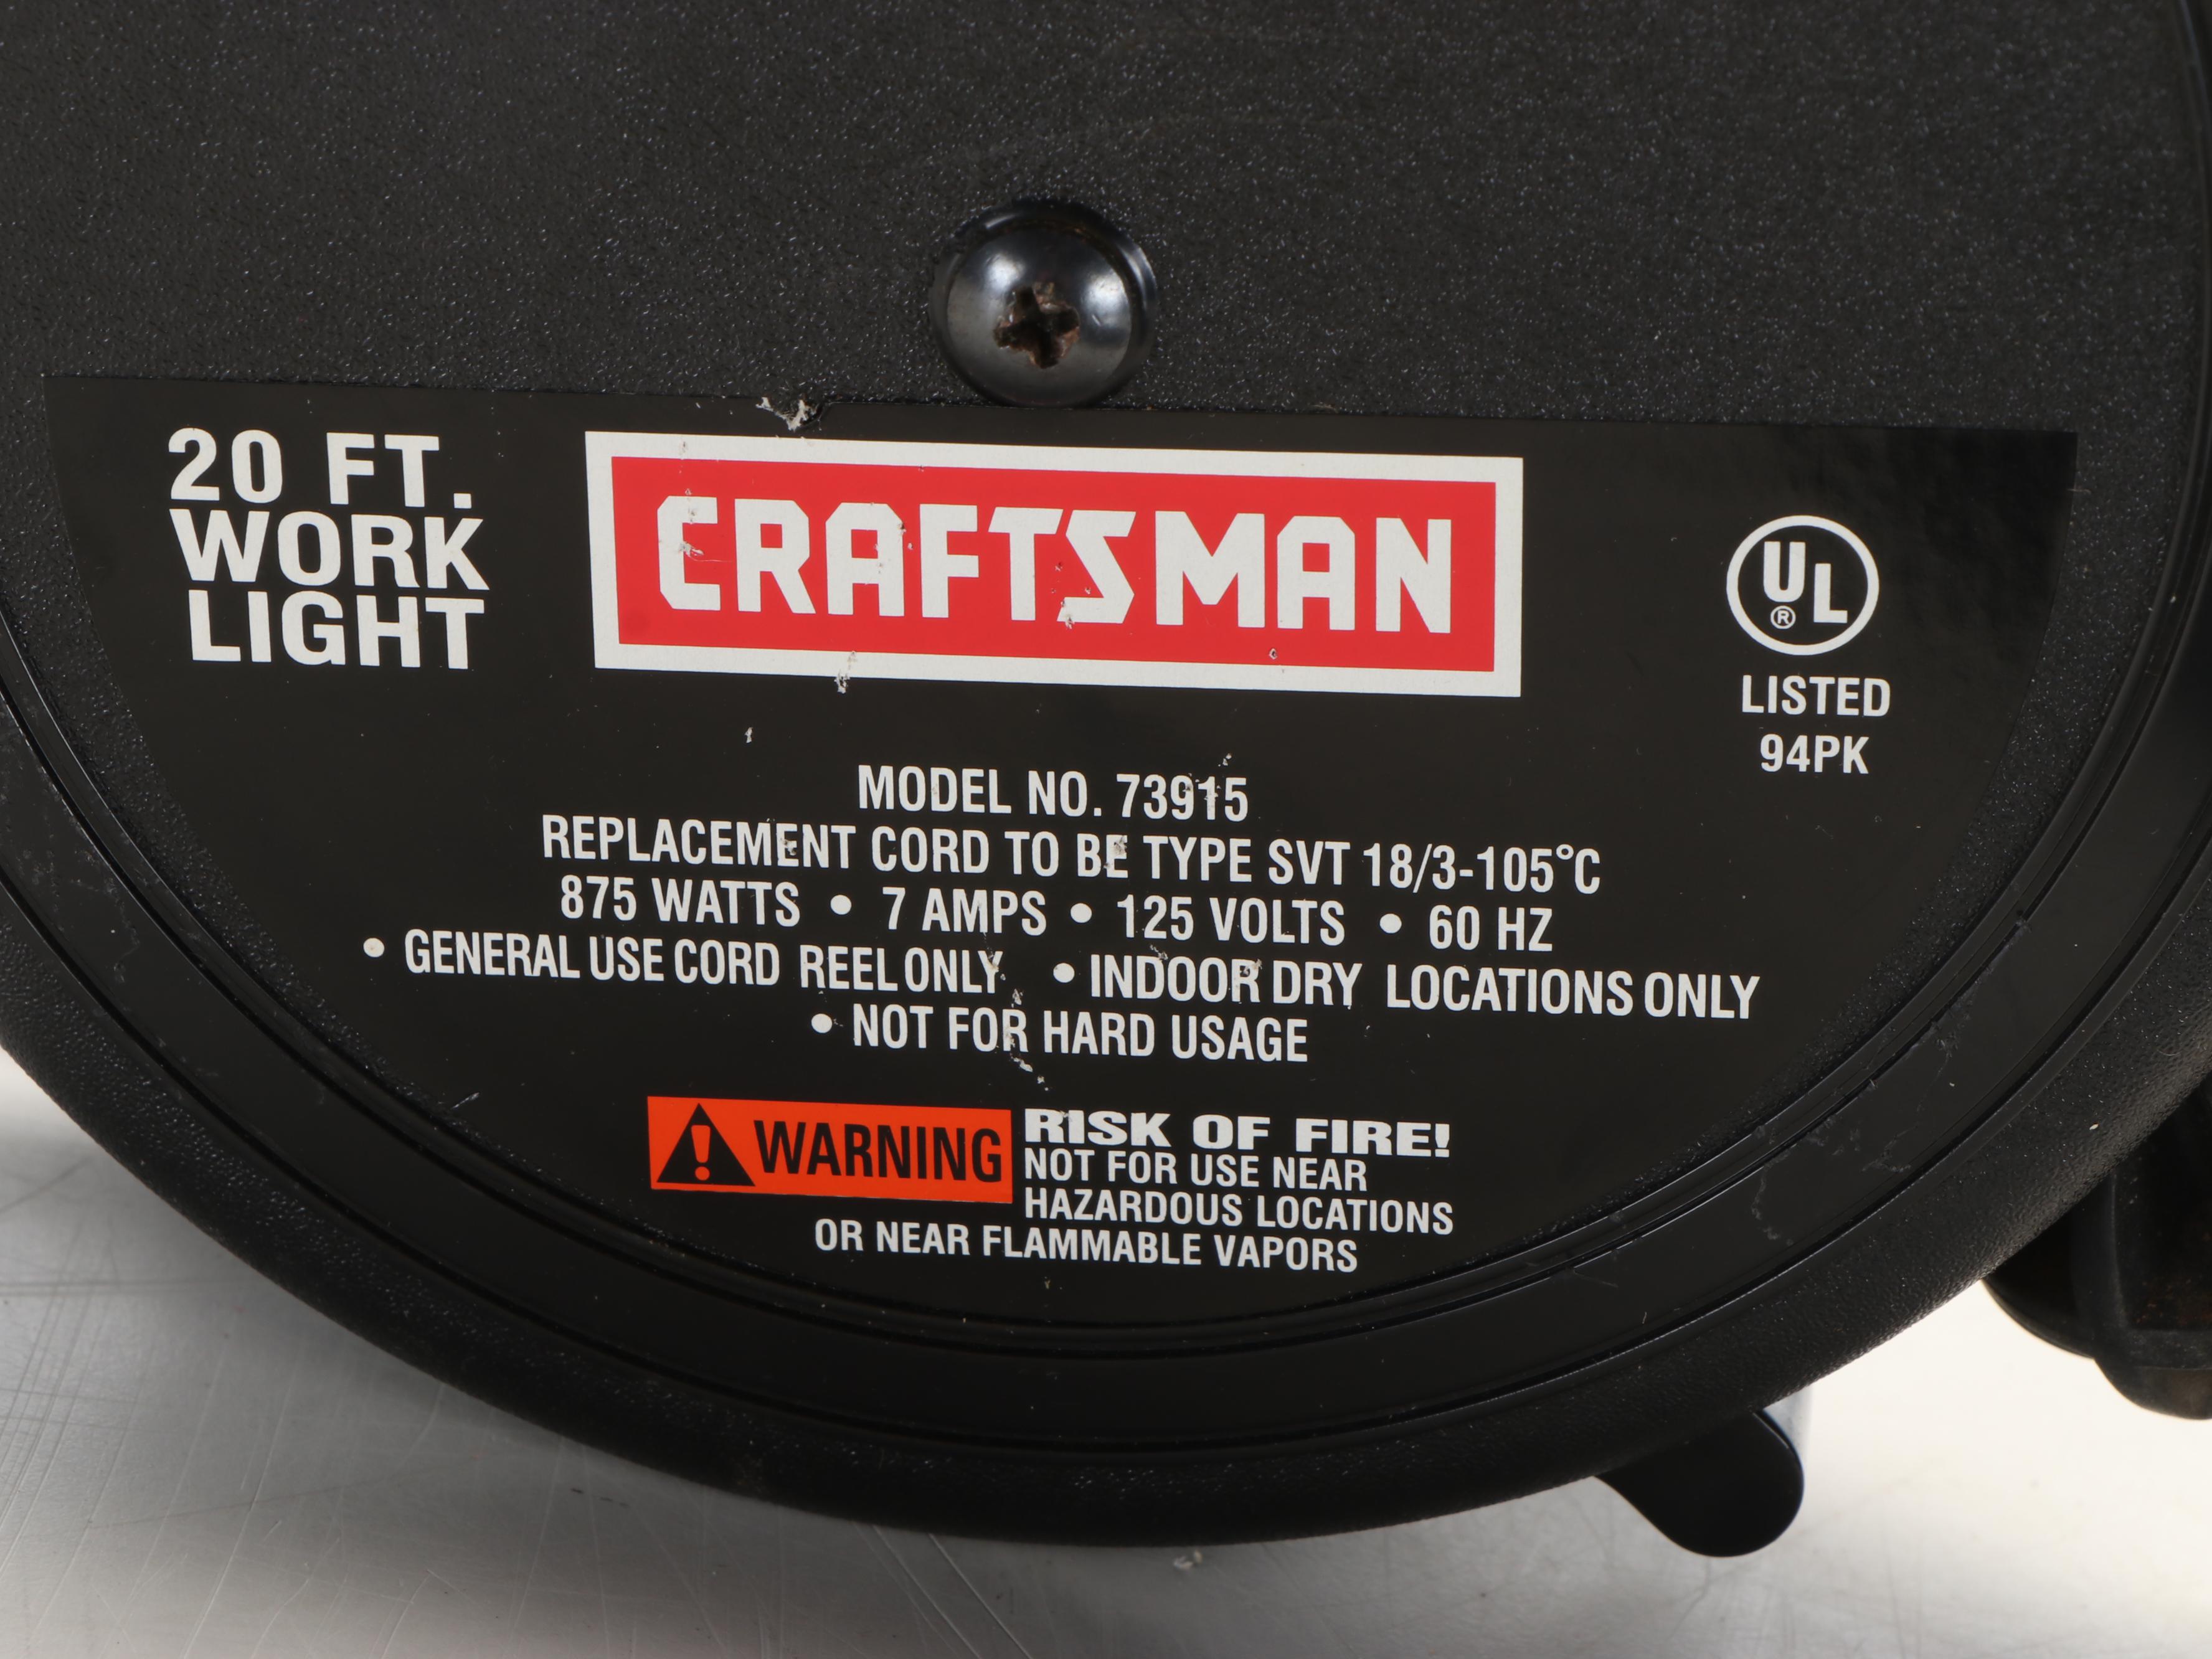 20 FT.
WORK
LIGHT
CRAFTSMAN
UL
®
LISTED
94PK
MODEL NO. 73915
REPLACEMENT CORD TO BE TYPE SVT 18/3-105°C
875 WATTS • 7 AMPS • 125 VOLTS • 60 HZ
• GENERAL USE CORD REEL ONLY • INDOOR DRY LOCATIONS ONLY
• NOT FOR HARD USAGE
WARNING RISK OF FIRE!
NOT FOR USE NEAR
HAZARDOUS LOCATIONS
OR NEAR FLAMMABLE VAPORS